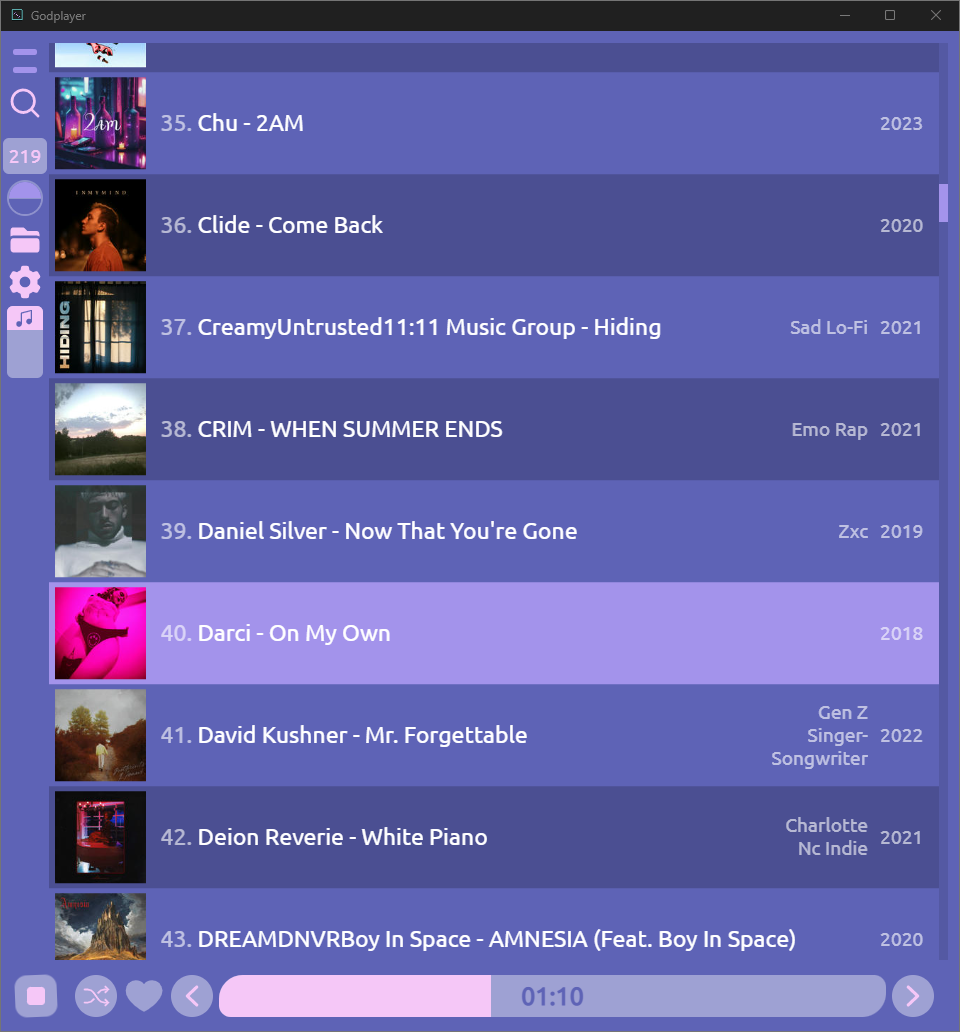 Godplayer
219
2am
35. Chu - 2AM 2023
INMYMIND
36. Clide - Come Back 2020
HIDING
37. CreamyUntrusted11:11 Music Group - Hiding Sad Lo-Fi 2021
38. CRIM - WHEN SUMMER ENDS Emo Rap 2021
39. Daniel Silver - Now That You're Gone Zxc 2019
40. Darci - On My Own 2018
Gen Z
41. David Kushner - Mr. Forgettable Singer- 2022
Songwriter
Charlotte
42. Deion Reverie - White Piano 2021
Nc Indie
Amnesia
43. DREAMDNVRBoy In Space - AMNESIA (Feat. Boy In Space) 2020
01:10